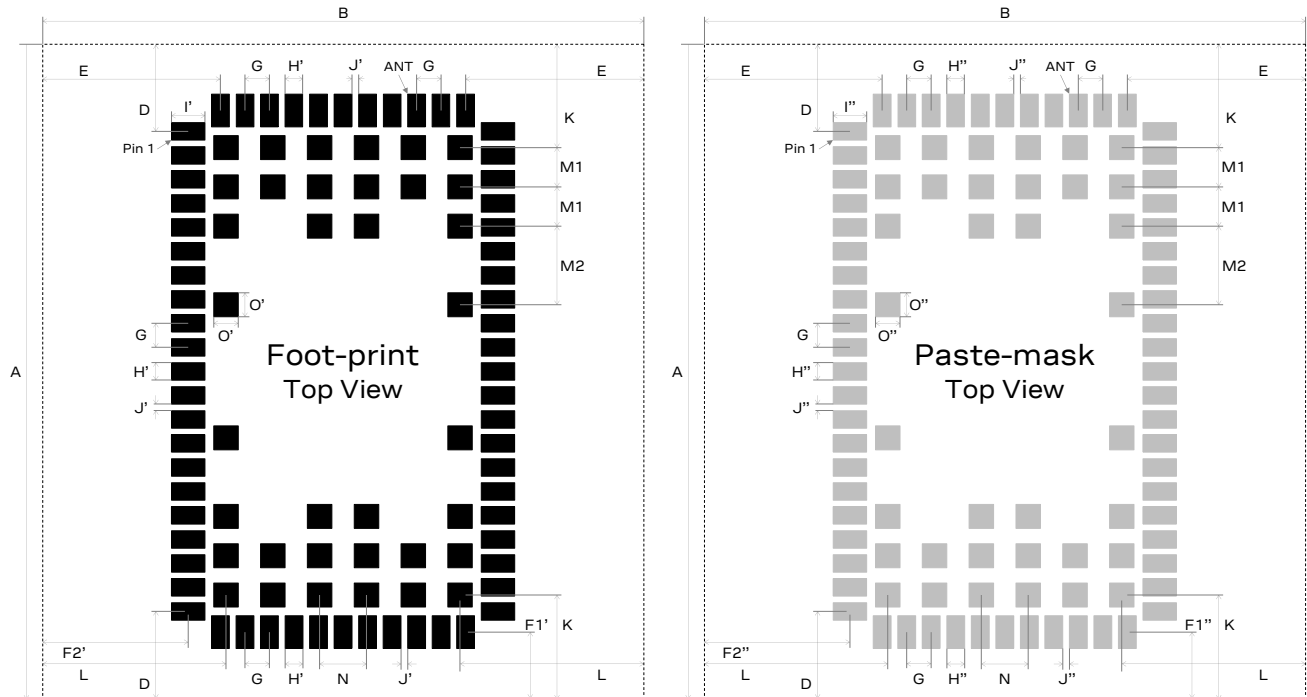 B
E G H' J' ANT G E
D I' K
Pin 1
M1
M1
M2
O'
O'
G
Foot-print
A H' Top View
J'
F1' K
F2'
L D G H' N J' L
B
E G H'' J'' ANT G E
D I'' K
Pin 1
M1
M1
M2
O''
O''
G
Paste-mask
A H'' Top View
J''
F1'' K
F2''
L D G H'' N J'' L